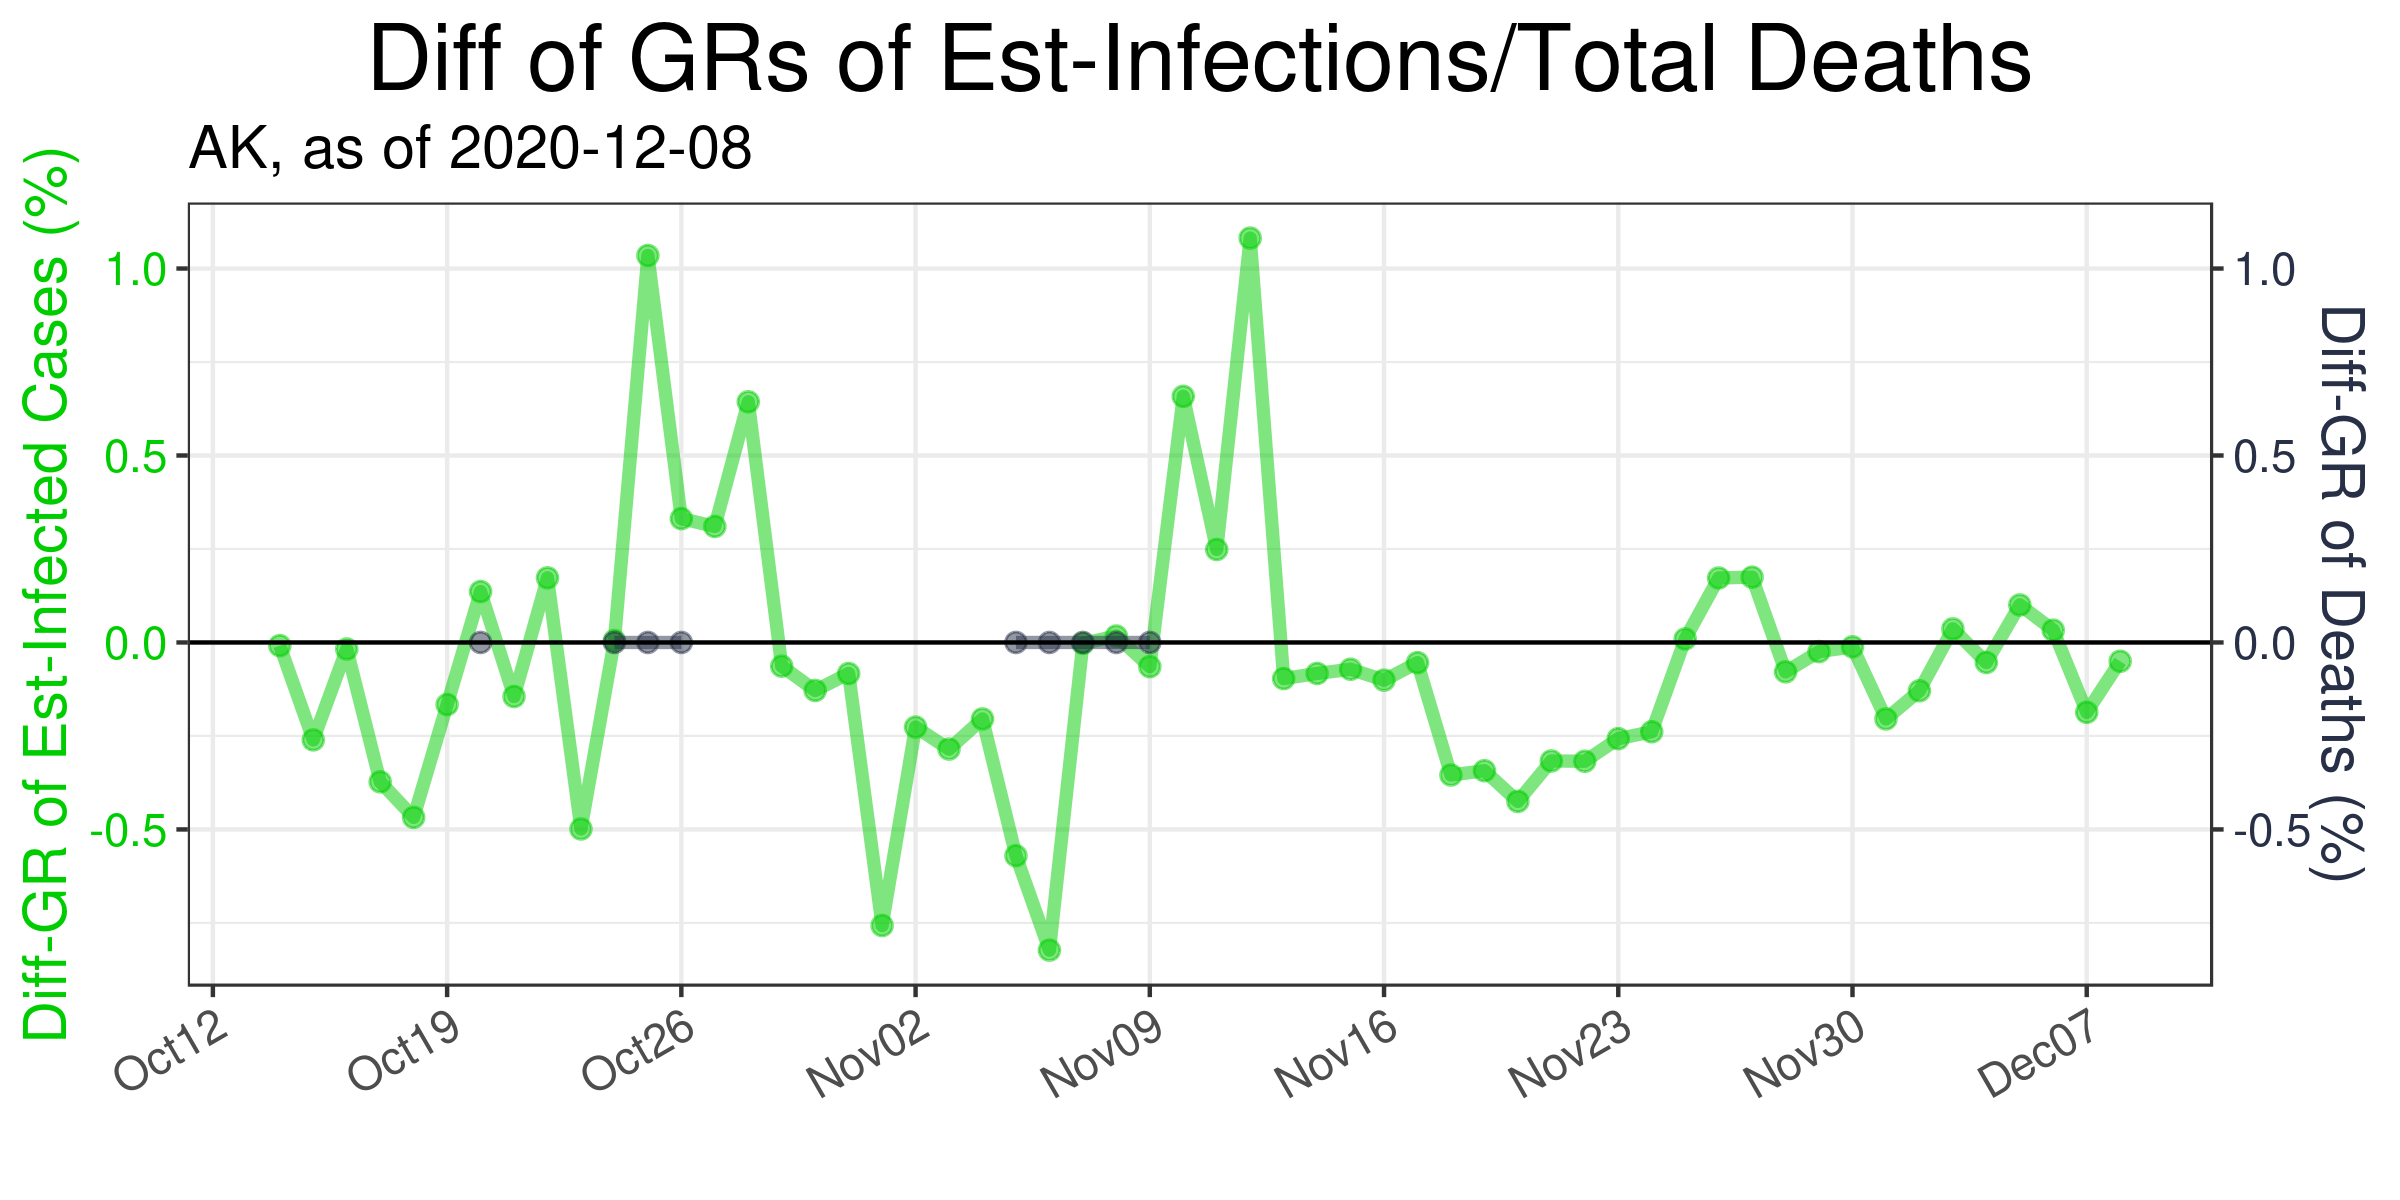 Diff of GRs of Est-Infections/Total Deaths
AK, as of 2020-12-08
Diff-GR of Est-Infected Cases (%)
1.0
0.5
0.0
-0.5
1.0
0.5
0.0
-0.5
Diff-GR of Deaths (%)
Oct12
Oct19
Oct26
Nov02
Nov09
Nov16
Nov23
Nov30
Dec07